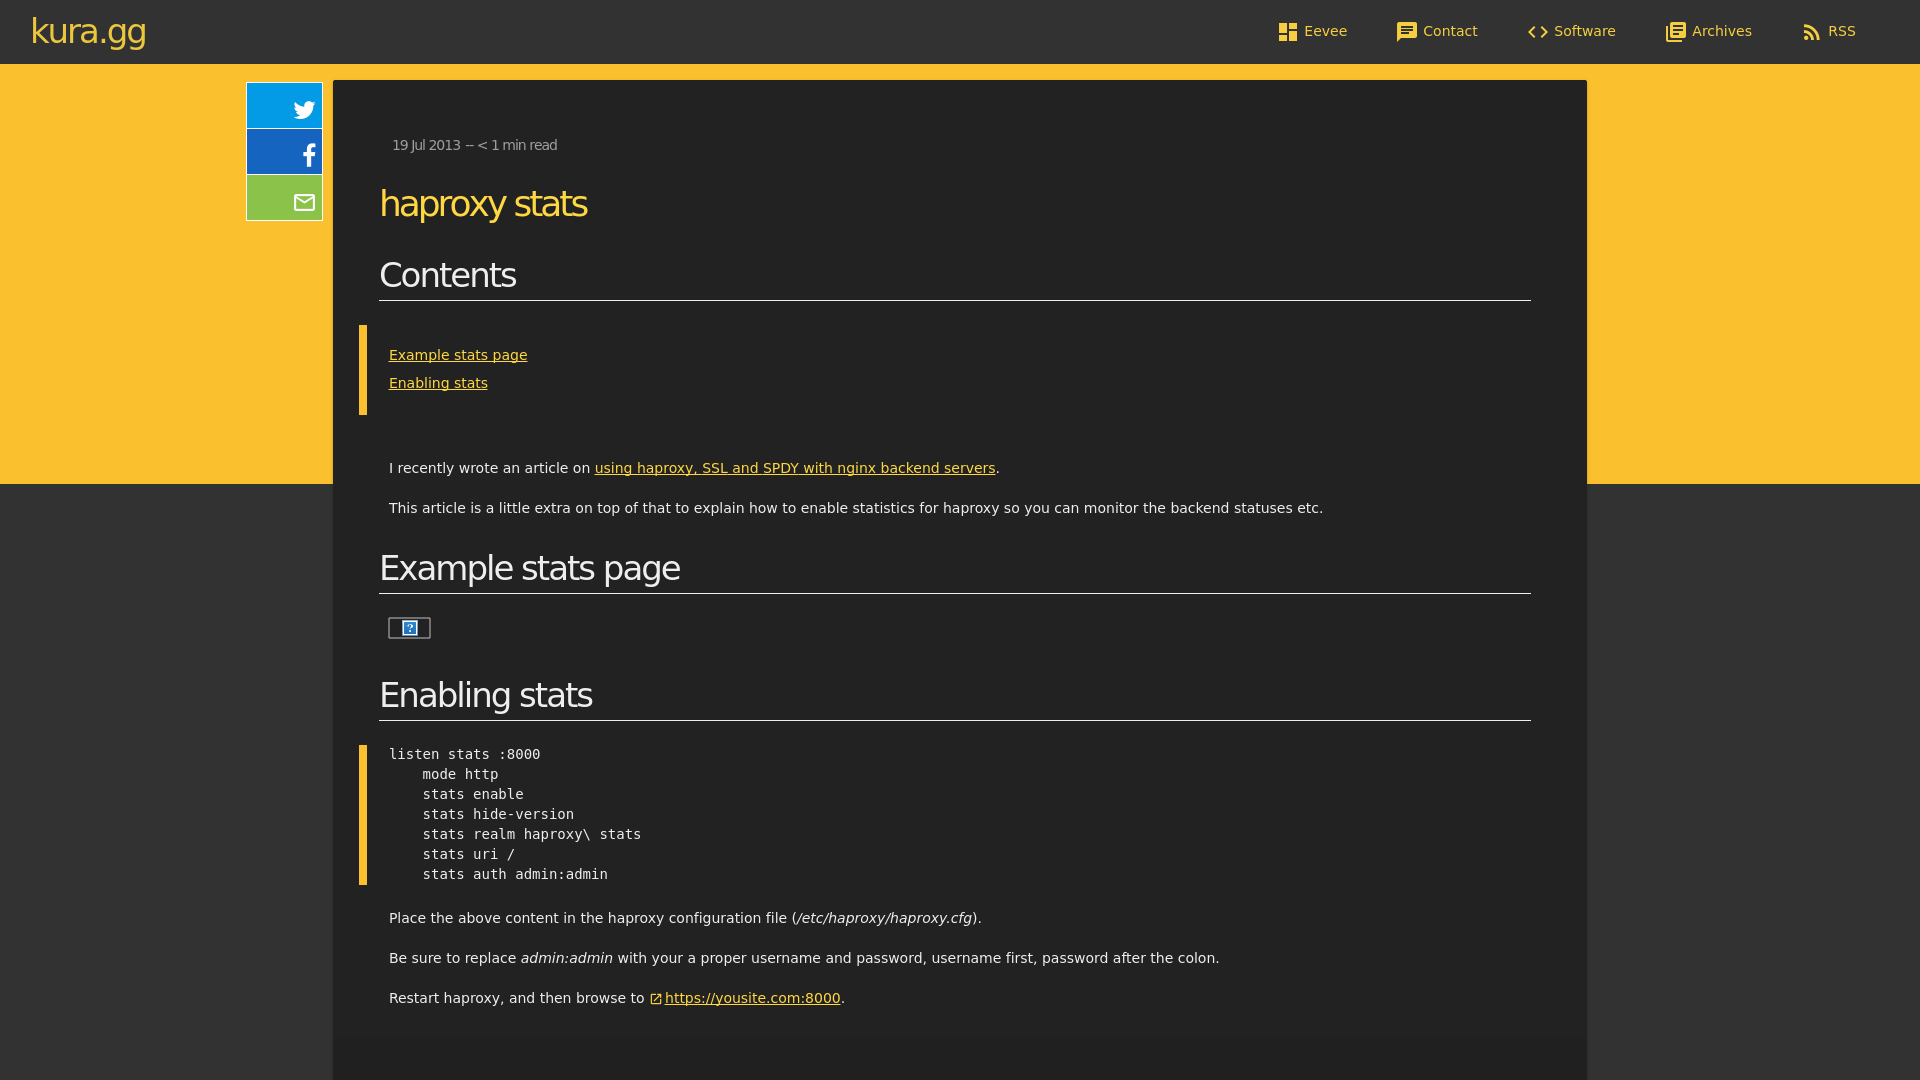 kura.gg
Eevee
Contact
Software
Archives
RSS
19 Jul 2013 -- < 1 min read
haproxy stats
Contents
Example stats page
Enabling stats
I recently wrote an article on using haproxy, SSL and SPDY with nginx backend servers.
This article is a little extra on top of that to explain how to enable statistics for haproxy so you can monitor the backend statuses etc.
Example stats page
Enabling stats
listen stats :8000
    mode http
    stats enable
    stats hide-version
    stats realm haproxy\ stats
    stats uri /
    stats auth admin:admin
Place the above content in the haproxy configuration file (/etc/haproxy/haproxy.cfg).
Be sure to replace admin:admin with your a proper username and password, username first, password after the colon.
Restart haproxy, and then browse to https://yousite.com:8000.